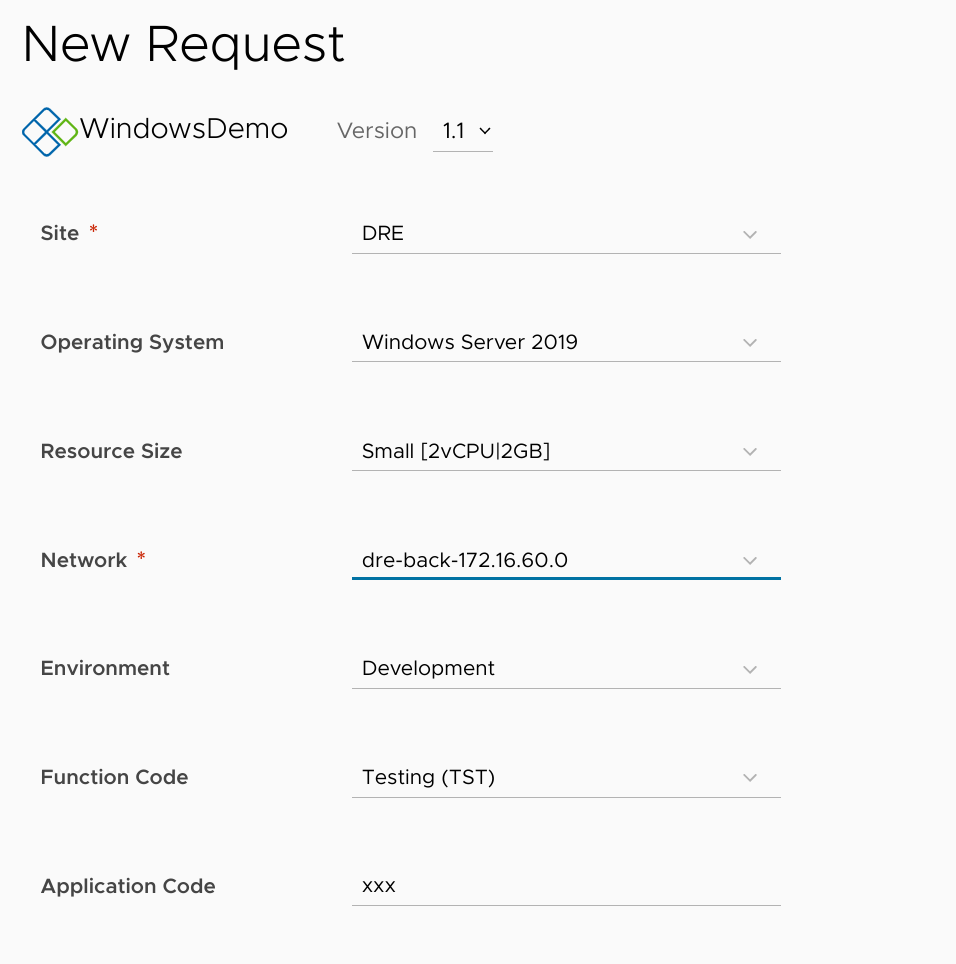 New Request
WindowsDemo Version 1.1
Site * DRE
Operating System Windows Server 2019
Resource Size Small [2vCPU|2GB]
Network * dre-back-172.16.60.0
Environment Development
Function Code Testing (TST)
Application Code xxx